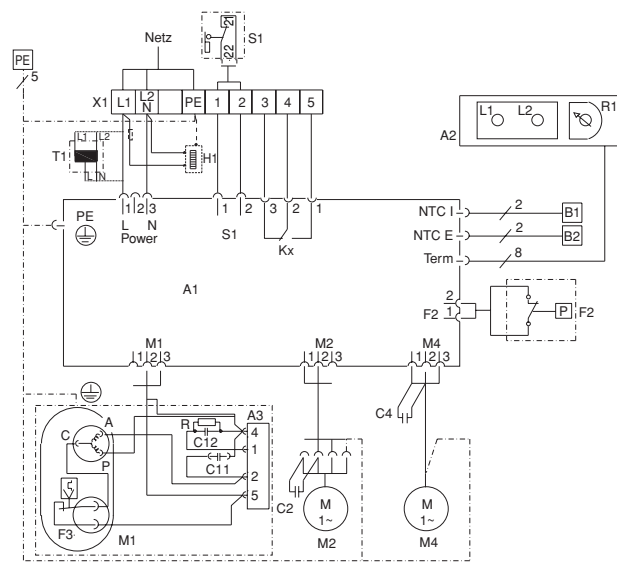 Netz
21
22
S1
PE
5
X1 L1 L2 N PE 1 2 3 4 5
L1 L2
T1
L N
H1
A2 L1 L2 R1
PE
1 2 3 1 2 3 2 1
L N
Power
S1
Kx
NTC I 2 B1
NTC E 2 B2
Term 8
A1
2
F2 1
P F2
M1 M2 M4
1 2 3 1 2 3 1 2 3
A A3
R 4
C C12
1
P C11
2
5
F3
M1
C4
C2
M
1~
M2
M
1~
M4